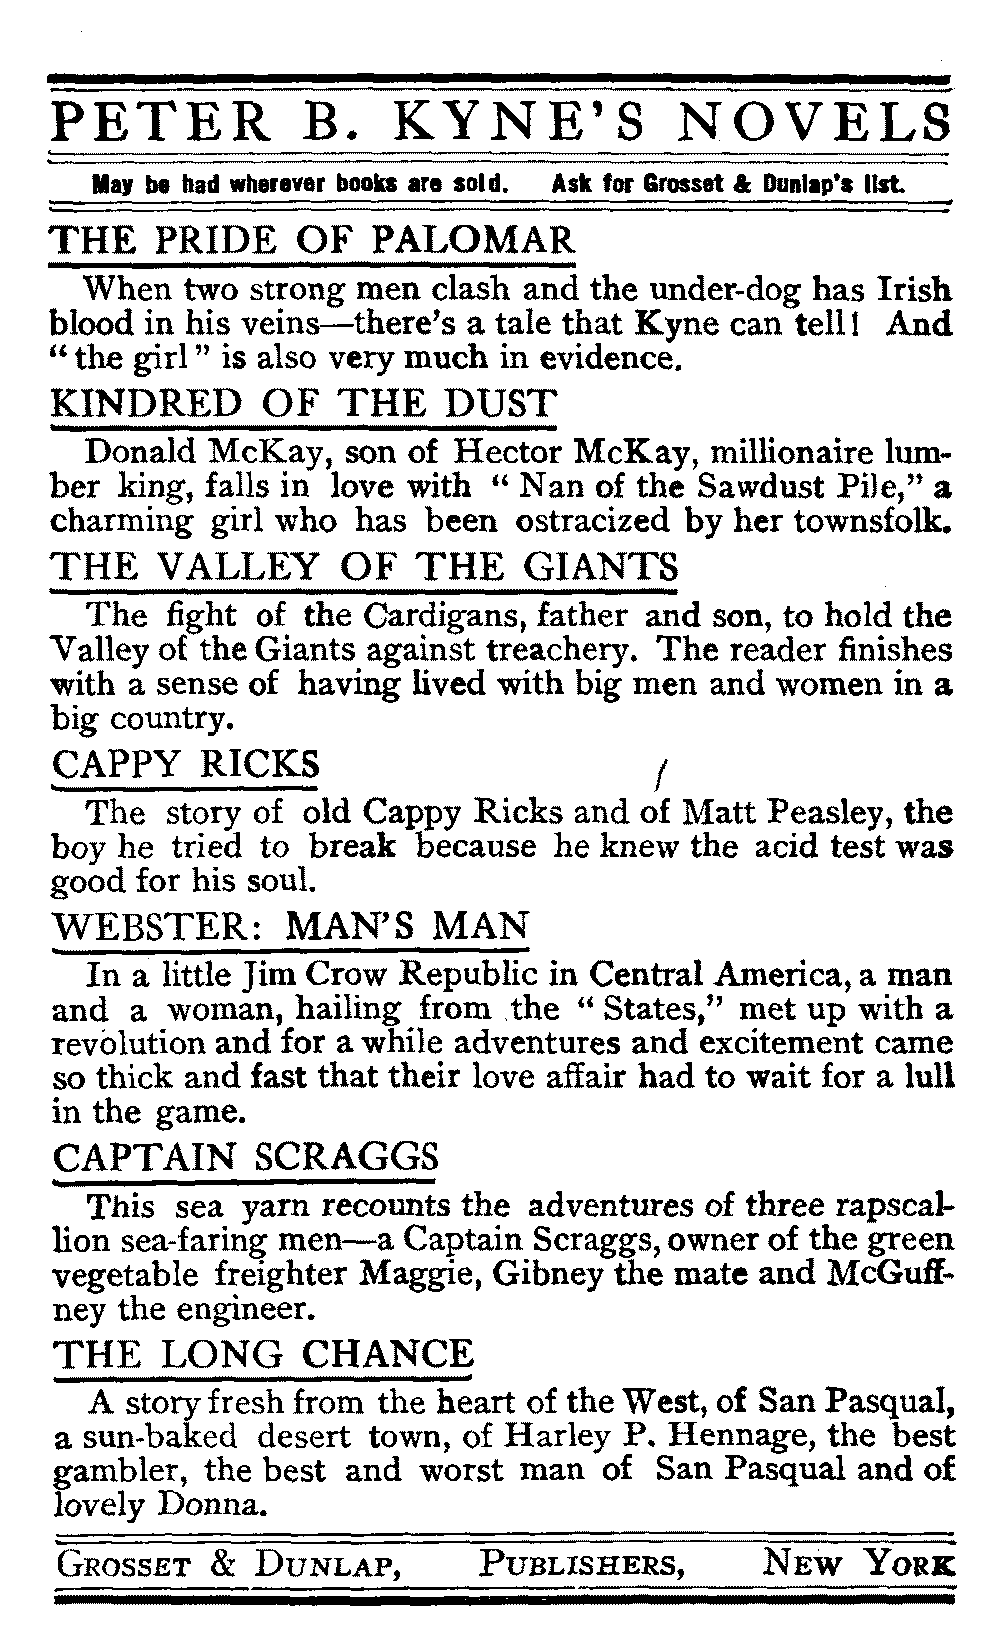 PETER B. KYNE'S NOVELS
May be had wherever books are sold. Ask for Grosset & Dunlap's list.
THE PRIDE OF PALOMAR
When two strong men clash and the under-dog has Irish
blood in his veins—there's a tale that Kyne can tell! And
"the girl" is also very much in evidence.
KINDRED OF THE DUST
Donald McKay, son of Hector McKay, millionaire lum-
ber king, falls in love with "Nan of the Sawdust Pile," a
charming girl who has been ostracized by her townsfolk.
THE VALLEY OF THE GIANTS
The fight of the Cardigans, father and son, to hold the
Valley of the Giants against treachery. The reader finishes
with a sense of having lived with big men and women in a
big country.
CAPPY RICKS
The story of old Cappy Ricks and of Matt Peasley, the
boy he tried to break because he knew the acid test was
good for his soul.
WEBSTER: MAN'S MAN
In a little Jim Crow Republic in Central America, a man
and a woman, hailing from the "States," met up with a
revolution and for a while adventures and excitement came
so thick and fast that their love affair had to wait for a lull
in the game.
CAPTAIN SCRAGGS
This sea yarn recounts the adventures of three rapscal-
lion sea-faring men—a Captain Scraggs, owner of the green
vegetable freighter Maggie, Gibney the mate and McGuff-
ney the engineer.
THE LONG CHANCE
A story fresh from the heart of the West, of San Pasqual,
a sun-baked desert town, of Harley P. Hennage, the best
gambler, the best and worst man of San Pasqual and of
lovely Donna.
GROSSET & DUNLAP, PUBLISHERS, NEW YORK